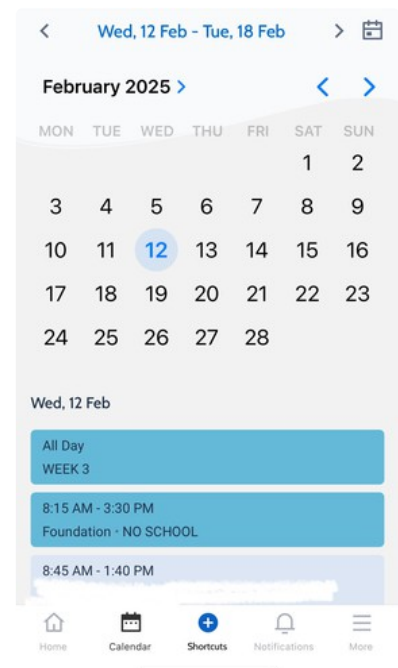 Wed, 12 Feb - Tue, 18 Feb
February 2025
MON TUE WED THU FRI SAT SUN
1 2
3 4 5 6 7 8 9
10 11 12 13 14 15 16
17 18 19 20 21 22 23
24 25 26 27 28
Wed, 12 Feb
All Day
WEEK 3
8:15 AM - 3:30 PM
Foundation - NO SCHOOL
8:45 AM - 1:40 PM
Home Calendar Shortcuts Notifications More